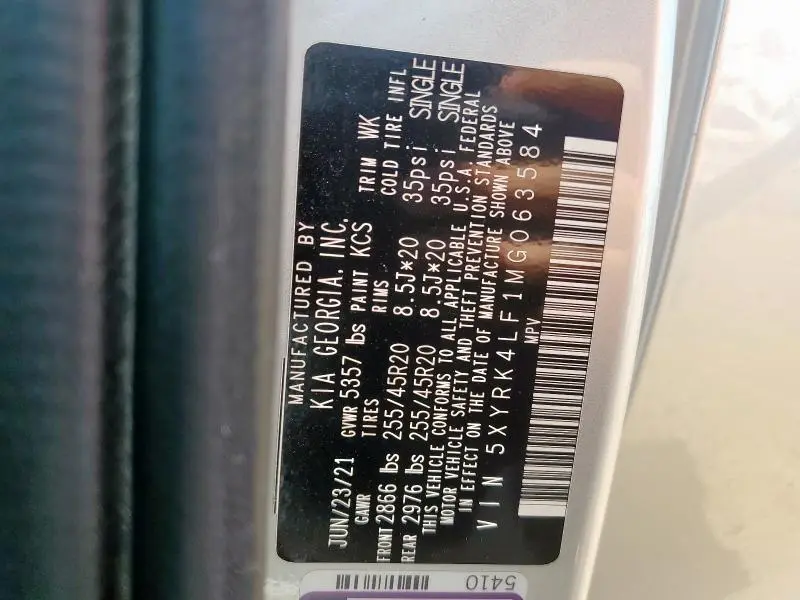 MANUFACTURED BY
KIA GEORGIA, INC.
JUN/23/21 GVWR 5357 lbs PAINT KCS TRIM WK
GAWR TIRES RIMS COLD TIRE INFL
FRONT 2866 lbs 255/45R20 8.5J*20 35psi SINGLE
REAR 2976 lbs 255/45R20 8.5J*20 35psi SINGLE
THIS VEHICLE CONFORMS TO ALL APPLICABLE U.S.A. FEDERAL
MOTOR VEHICLE SAFETY AND THEFT PREVENTION STANDARDS
IN EFFECT ON THE DATE OF MANUFACTURE SHOWN ABOVE
VIN 5XYRK4LF1MG063584
MPV
5410